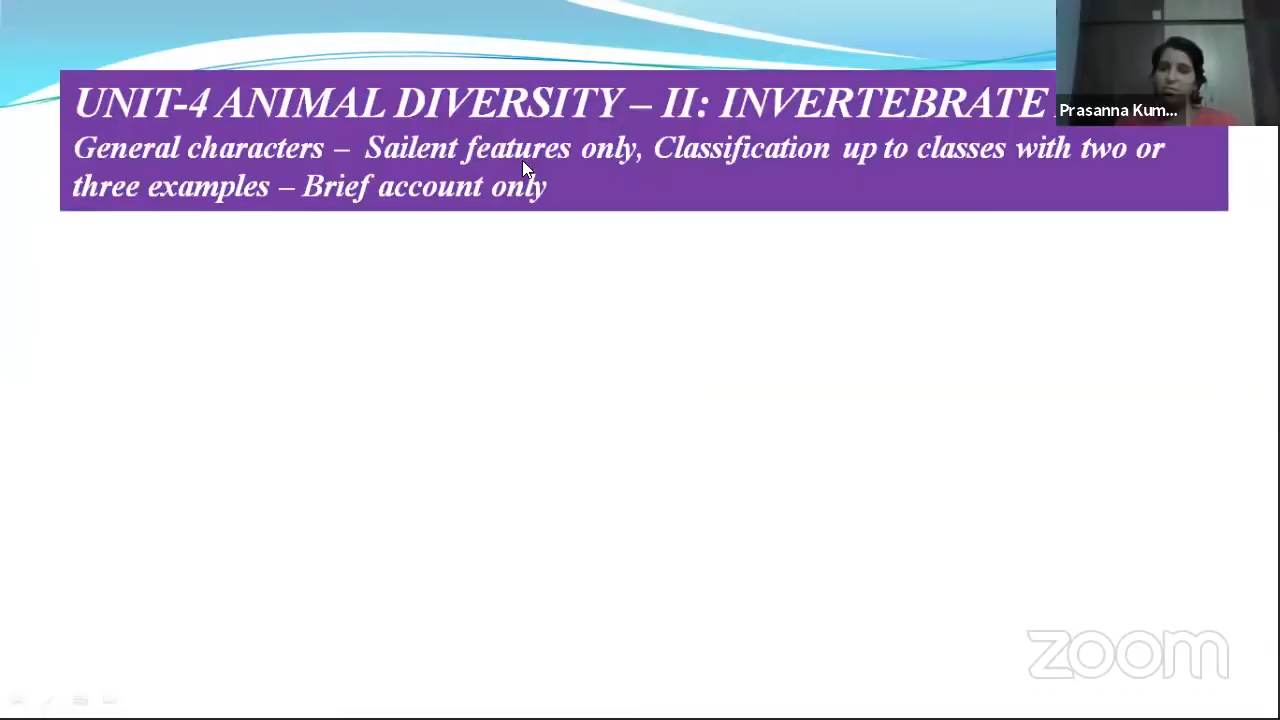 UNIT-4 ANIMAL DIVERSITY – II: INVERTEBRATE
Prasanna Kum...
General characters – Sailent features only, Classification up to classes with two or
three examples – Brief account only
zoom